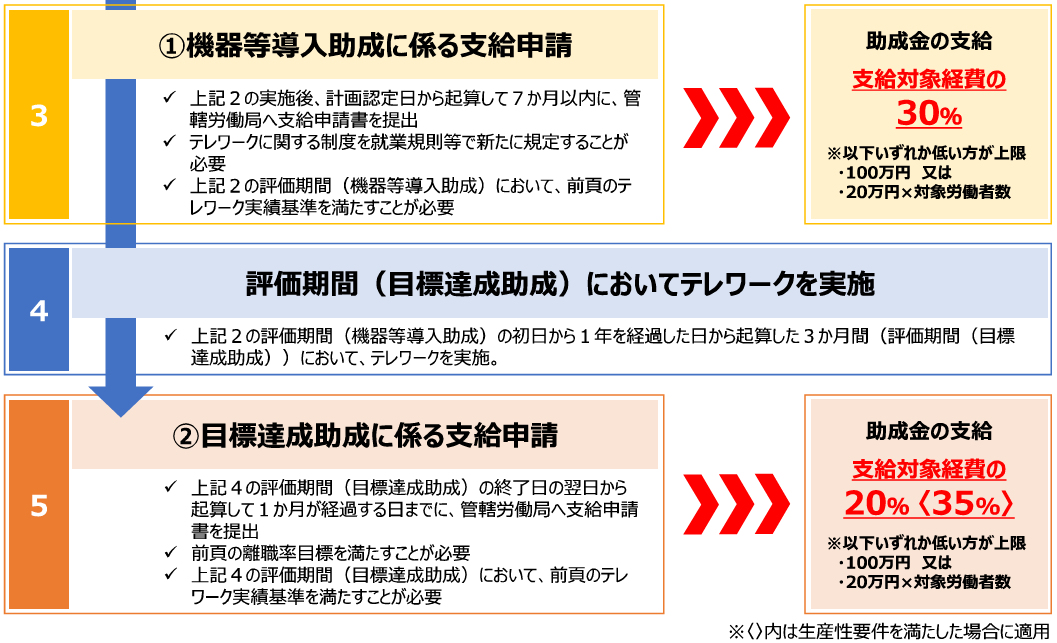 3
①機器等導入助成に係る支給申請
✓ 上記２の実施後、計画認定日から起算して７か月以内に、管
轄労働局へ支給申請書を提出
✓ テレワークに関する制度を就業規則等で新たに規定することが
必要
✓ 上記２の評価期間（機器等導入助成）において、前頁のテ
レワーク実績基準を満たすことが必要
助成金の支給
支給対象経費の
30%
※以下いずれか低い方が上限
・100万円　又は
・20万円×対象労働者数
4
評価期間（目標達成助成）においてテレワークを実施
✓ 上記２の評価期間（機器等導入助成）の初日から１年を経過した日から起算した３か月間（評価期間（目標
達成助成））において、テレワークを実施。
5
②目標達成助成に係る支給申請
✓ 上記４の評価期間（目標達成助成）の終了日の翌日から
起算して１か月が経過する日までに、管轄労働局へ支給申請
書を提出
✓ 前頁の離職率目標を満たすことが必要
✓ 上記４の評価期間（目標達成助成）において、前頁のテレ
ワーク実績基準を満たすことが必要
助成金の支給
支給対象経費の
20%〈35%〉
※以下いずれか低い方が上限
・100万円　又は
・20万円×対象労働者数
※〈〉内は生産性要件を満たした場合に適用